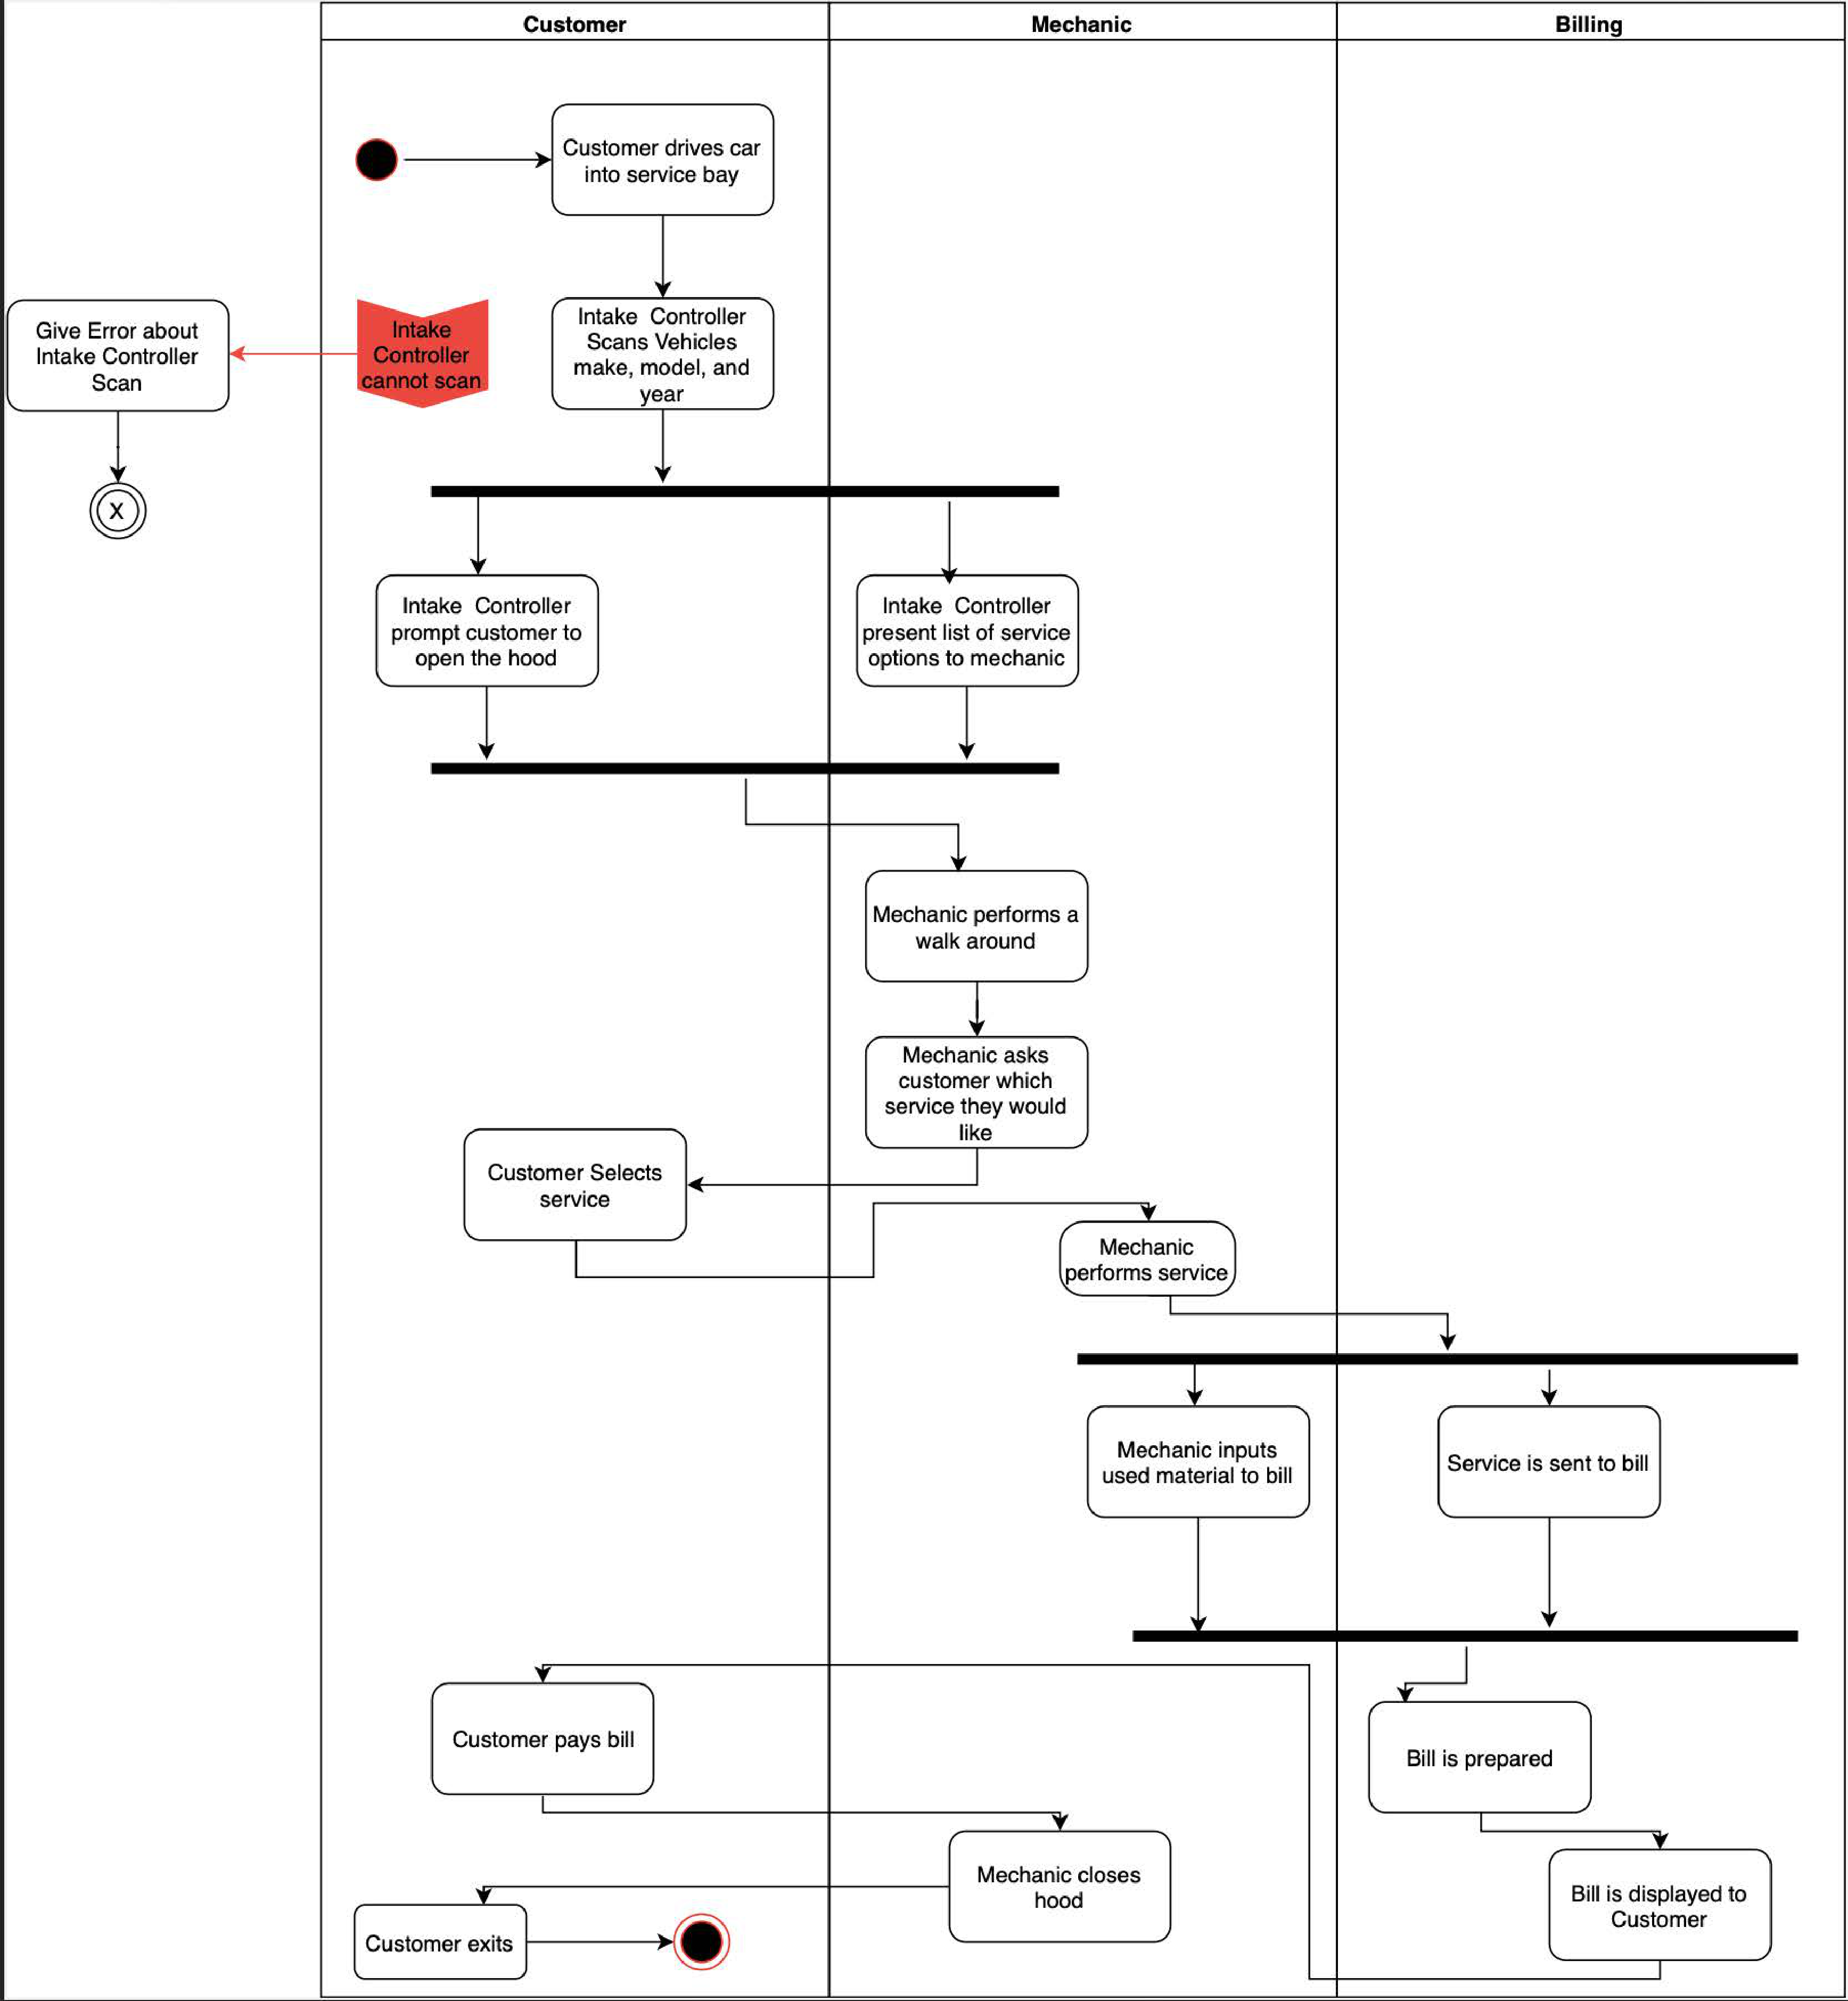 Customer
Mechanic
Billing
Customer drives car
into service bay
Give Error about
Intake Controller
Scan
Intake
Controller
cannot scan
Intake  Controller
Scans Vehicles
make, model, and
year
X
Intake  Controller
prompt customer to
open the hood
Intake  Controller
present list of service
options to mechanic
Mechanic performs a
walk around
Mechanic asks
customer which
service they would
like
Customer Selects
service
Mechanic
performs service
Mechanic inputs
used material to bill
Service is sent to bill
Customer pays bill
Bill is prepared
Mechanic closes
hood
Bill is displayed to
Customer
Customer exits